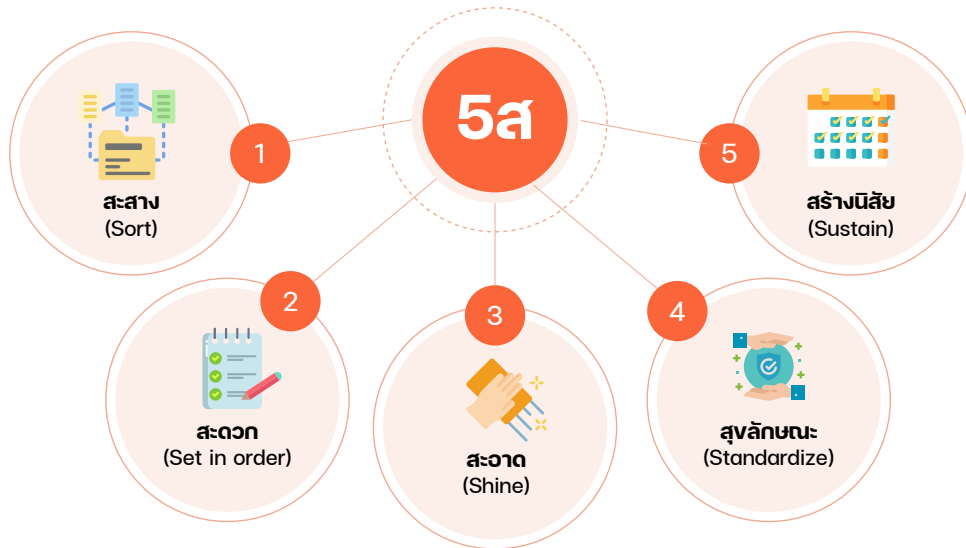 5ส
1
สะสาง
(Sort)
2
สะดวก
(Set in order)
3
สะอาด
(Shine)
4
สุขลักษณะ
(Standardize)
5
สร้างนิสัย
(Sustain)